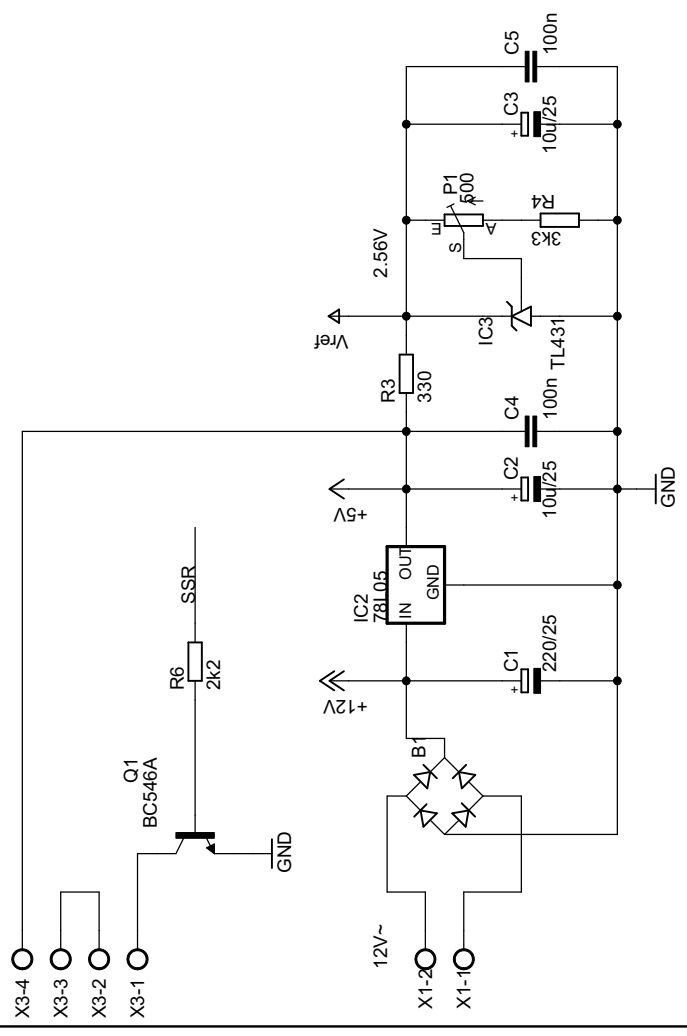 C5
100n
C3
10u/25
P1
500
E
A
S
R4
3k3
2.56V
Vref
IC3
TL431
R3
330
C4
100n
C2
10u/25
+5V
GND
IC2
78L05
IN
OUT
GND
SSR
R6
2k2
C1
220/25
+12V
B1
Q1
BC546A
GND
12V~
X3-4
X3-3
X3-2
X3-1
X1-2
X1-1
+
+
+